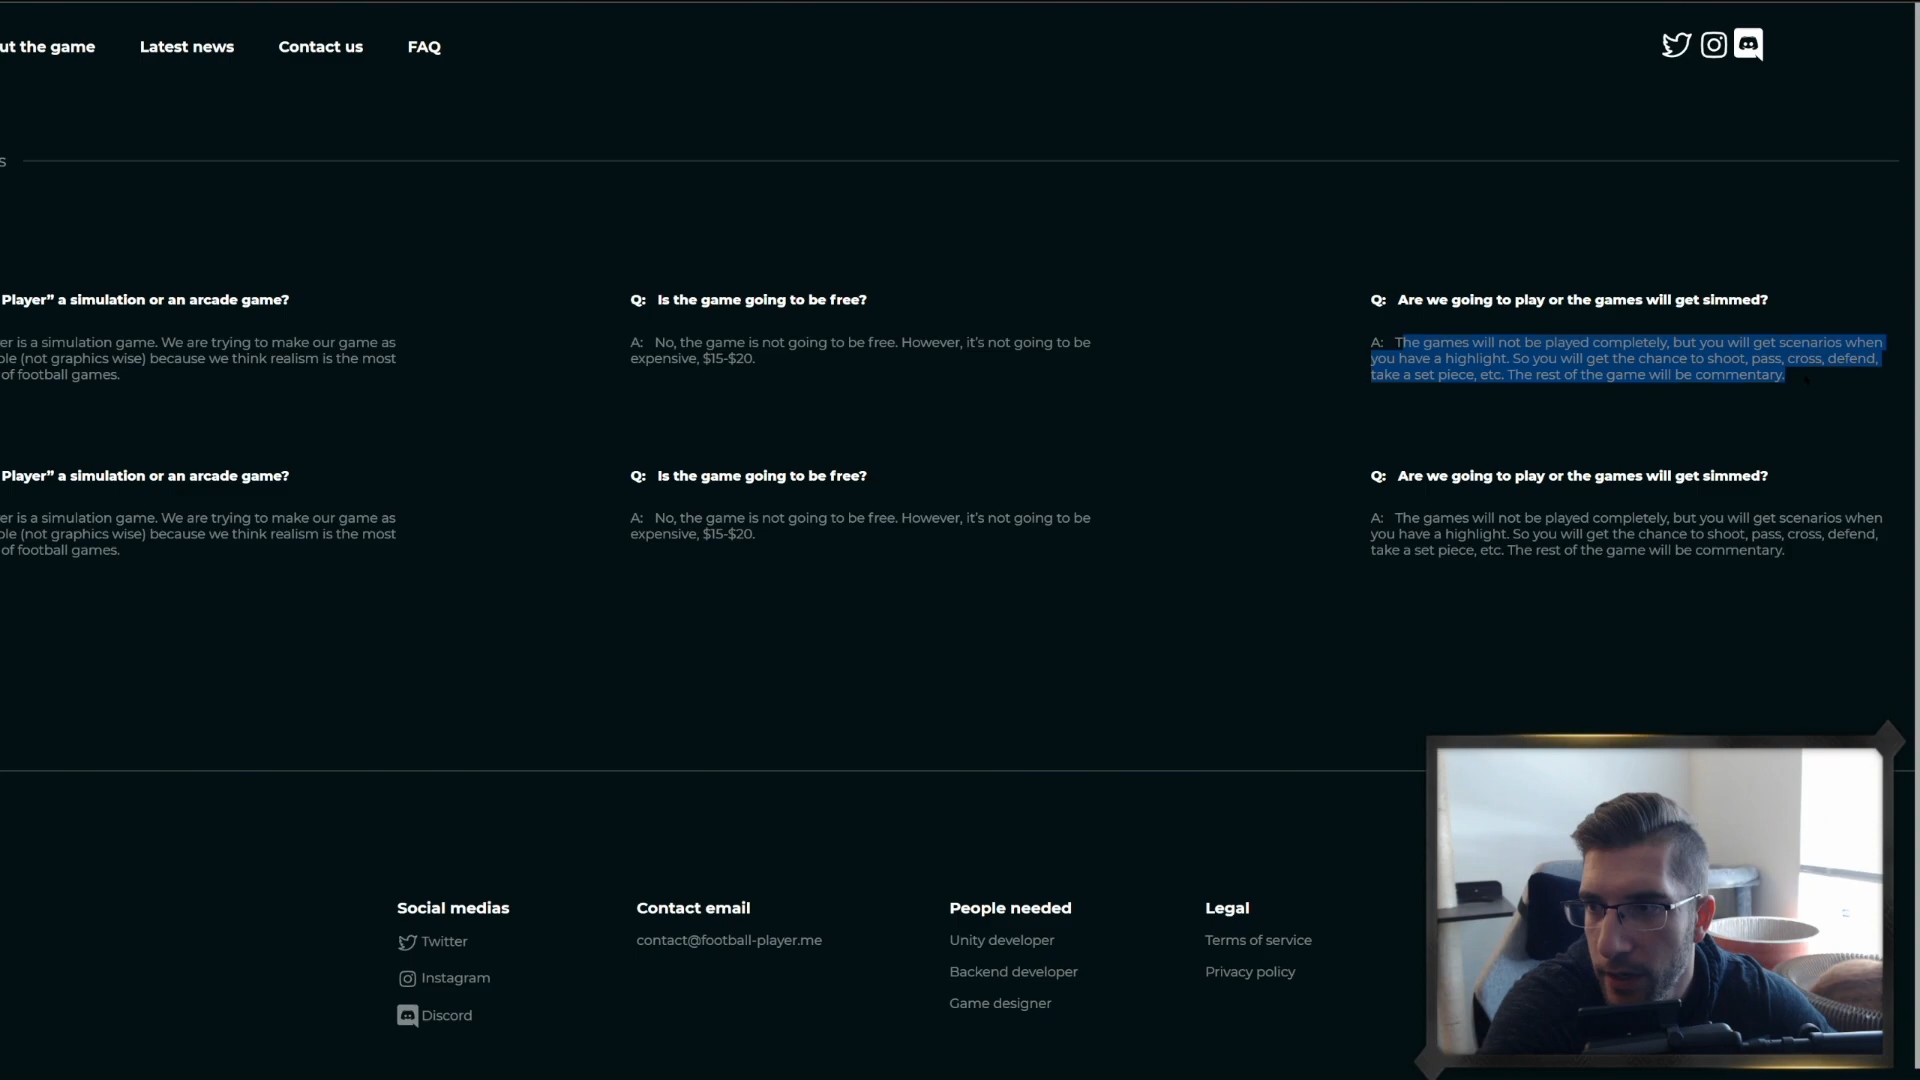 ut the game Latest news Contact us FAQ
s
Player” a simulation or an arcade game?
er is a simulation game. We are trying to make our game as
ole (not graphics wise) because we think realism is the most
of football games.
Q: Is the game going to be free?
A: No, the game is not going to be free. However, it’s not going to be
expensive, $15-$20.
Q: Are we going to play or the games will get simmed?
A: The games will not be played completely, but you will get scenarios when
you have a highlight. So you will get the chance to shoot, pass, cross, defend,
take a set piece, etc. The rest of the game will be commentary.
Player” a simulation or an arcade game?
er is a simulation game. We are trying to make our game as
ole (not graphics wise) because we think realism is the most
of football games.
Q: Is the game going to be free?
A: No, the game is not going to be free. However, it’s not going to be
expensive, $15-$20.
Q: Are we going to play or the games will get simmed?
A: The games will not be played completely, but you will get scenarios when
you have a highlight. So you will get the chance to shoot, pass, cross, defend,
take a set piece, etc. The rest of the game will be commentary.
Social medias
Twitter
Instagram
Discord
Contact email
contact@football-player.me
People needed
Unity developer
Backend developer
Game designer
Legal
Terms of service
Privacy policy